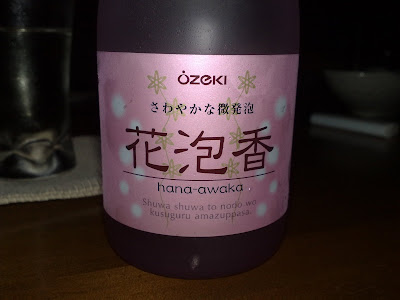 OZEKI
さわやかな微発泡
花泡香
hana-awaka
Shuwa shuwa to nodo wo
kusuguru amazuppasa.